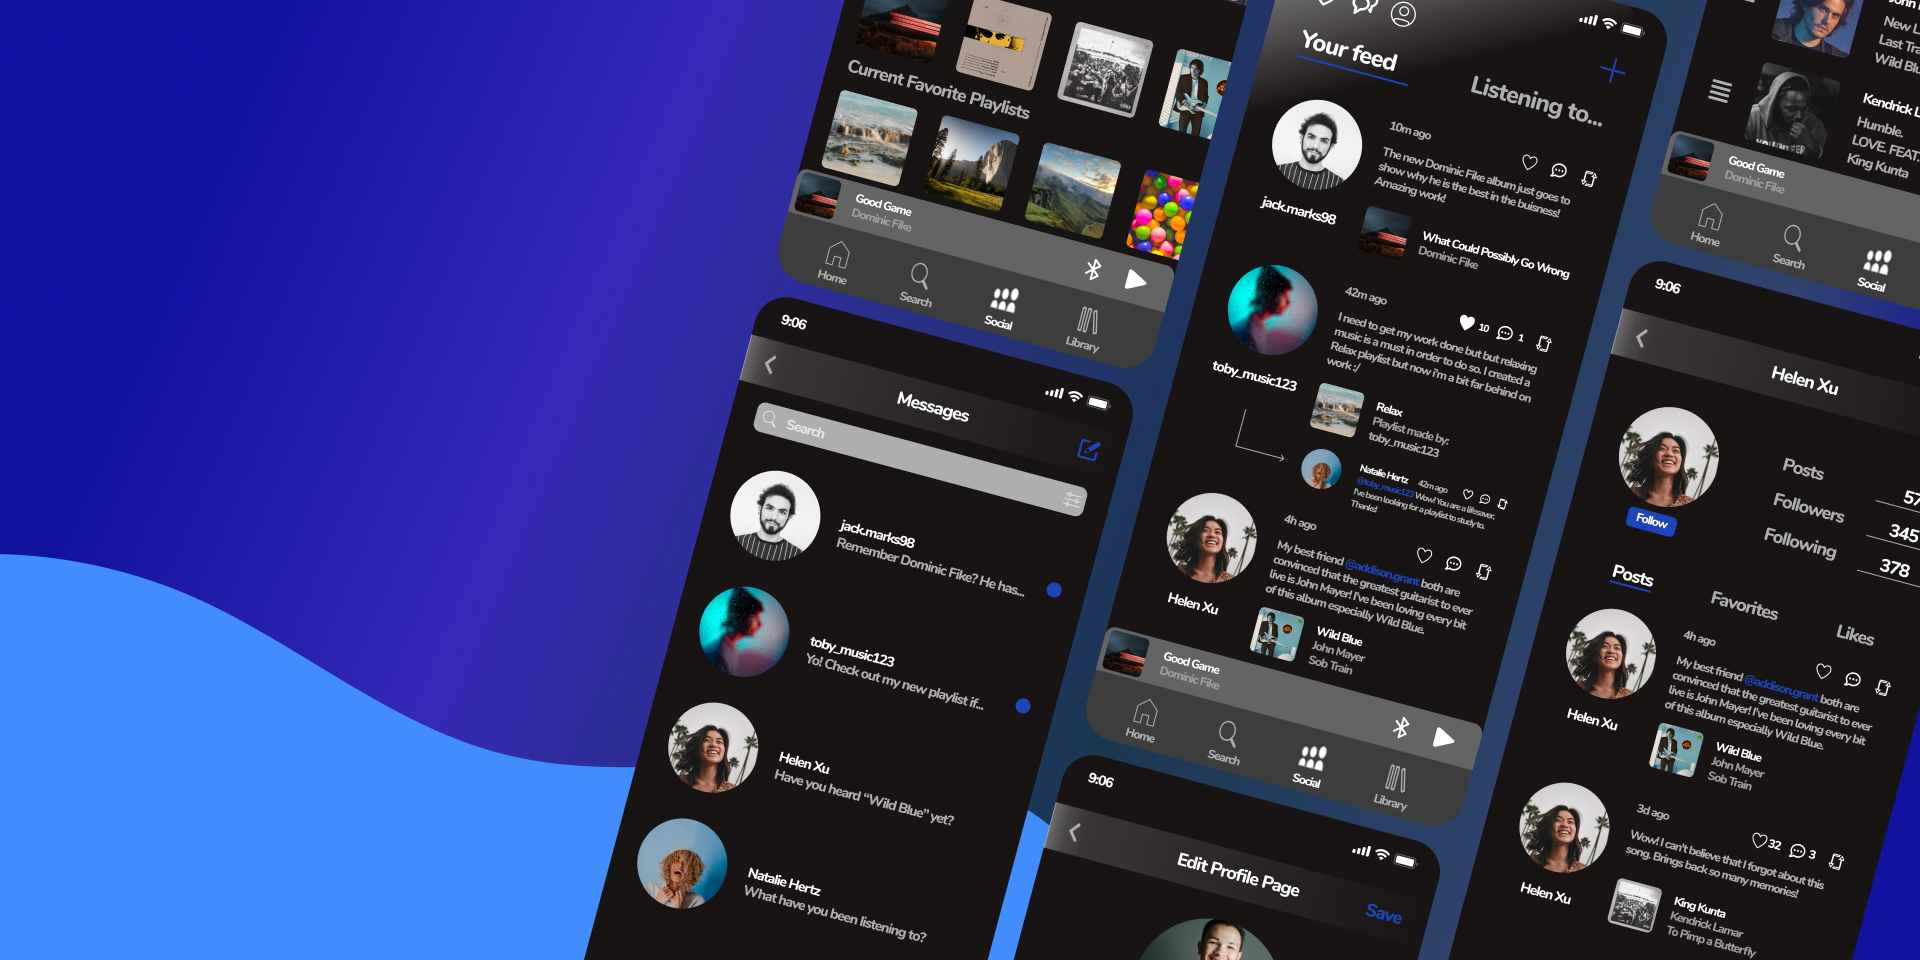 Current Favorite Playlists
Good Game
Dominic Fike
Home
Search
Social
Library
9:06
Messages
Search
jack.marks98
Remember Dominic Fike? He has...
toby_music123
Yo! Check out my new playlist if...
Helen Xu
Have you heard “Wild Blue” yet?
Natalie Hertz
What have you been listening to?
Your feed
Listening to...
10m ago
The new Dominic Fike album just goes to
show why he is the best in the buisness!
Amazing work!
jack.marks98
What Could Possibly Go Wrong
Dominic Fike
42m ago
10
1
I need to get my work done but but relaxing
music is a must in order to do so. I created a
Relax playlist but now i'm a bit far behind on
work :/
toby_music123
Relax
Playlist made by:
toby_music123
Natalie Hertz
42m ago
@toby_music123 Wow! You are a lifesaver,
I've been looking for a playlist to study to.
Thanks!
4h ago
My best friend @addison.grant both are
convinced that the greatest guitarist to ever
live is John Mayer! I've been loving every bit
of this album especially Wild Blue.
Helen Xu
Wild Blue
John Mayer
Sob Train
Good Game
Dominic Fike
Home
Search
Social
Library
9:06
Edit Profile Page
Save
John
New L
Last Tra
Wild Blu
Kendrick L
Humble.
LOVE. FEAT.
King Kunta
Good Game
Dominic Fike
Home
Search
Social
9:06
Helen Xu
Follow
Posts
57
Followers
345
Following
378
Posts
Favorites
Likes
4h ago
My best friend @addison.grant both are
convinced that the greatest guitarist to ever
live is John Mayer! I've been loving every bit
of this album especially Wild Blue.
Helen Xu
Wild Blue
John Mayer
Sob Train
3d ago
32
3
Wow! I can't believe that I forgot about this
song. Brings back so many memories!
Helen Xu
King Kunta
Kendrick Lamar
To Pimp a Butterfly